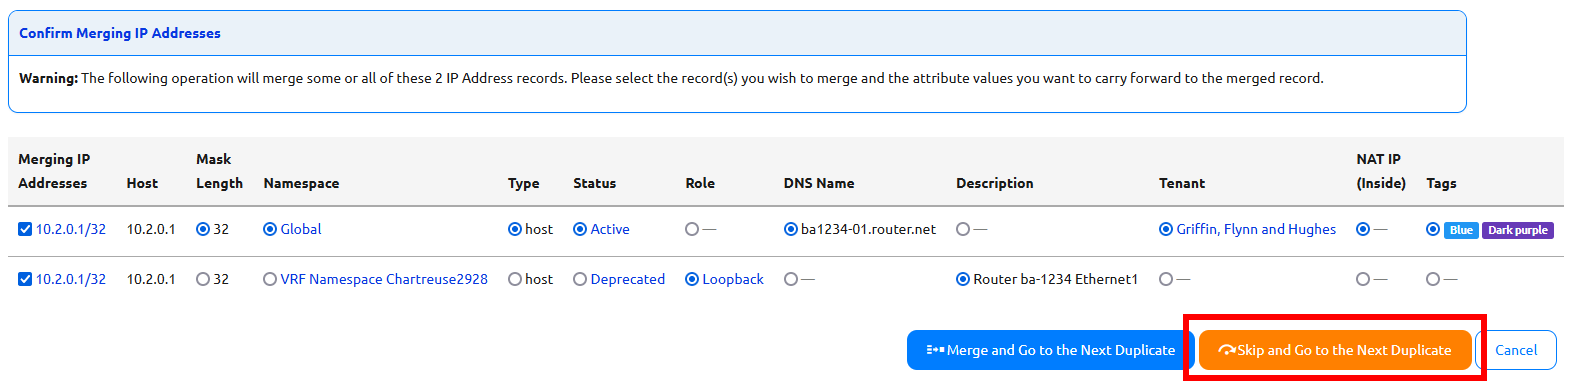 Confirm Merging IP Addresses
Warning: The following operation will merge some or all of these 2 IP Address records. Please select the record(s) you wish to merge and the attribute values you want to carry forward to the merged record.
Merging IP Addresses Host Mask Length Namespace Type Status Role DNS Name Description Tenant NAT IP (Inside) Tags
10.2.0.1/32 10.2.0.1 32 Global host Active — ba1234-01.router.net — Griffin, Flynn and Hughes — Blue Dark purple
10.2.0.1/32 10.2.0.1 32 VRF Namespace Chartreuse2928 host Deprecated Loopback — Router ba-1234 Ethernet1 — — —
Merge and Go to the Next Duplicate Skip and Go to the Next Duplicate Cancel